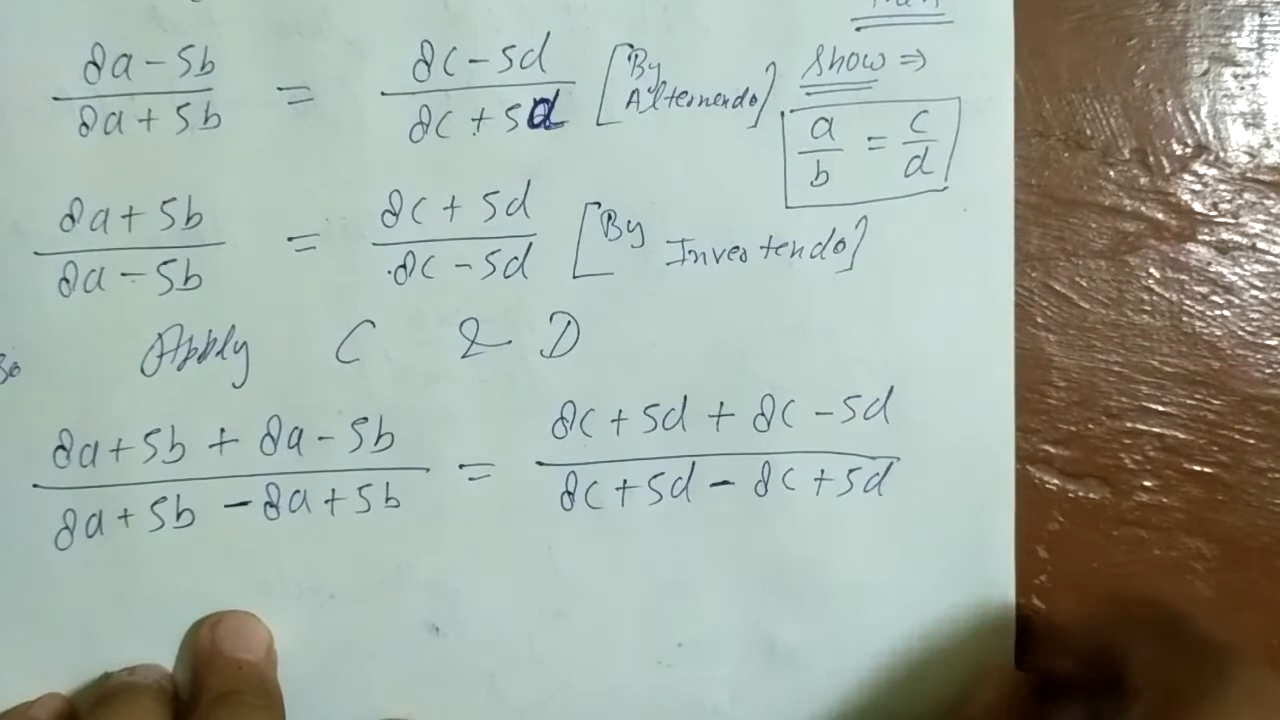 (8a-5b)/(8a+5b) = (8c-5d)/(8c+5d) [By Alternendo]
Show ⇒
a/b = c/d
(8a+5b)/(8a-5b) = (8c+5d)/(8c-5d) [By Invertendo]
Apply C & D
(8a+5b+8a-5b)/(8a+5b-8a+5b) = (8c+5d+8c-5d)/(8c+5d-8c+5d)